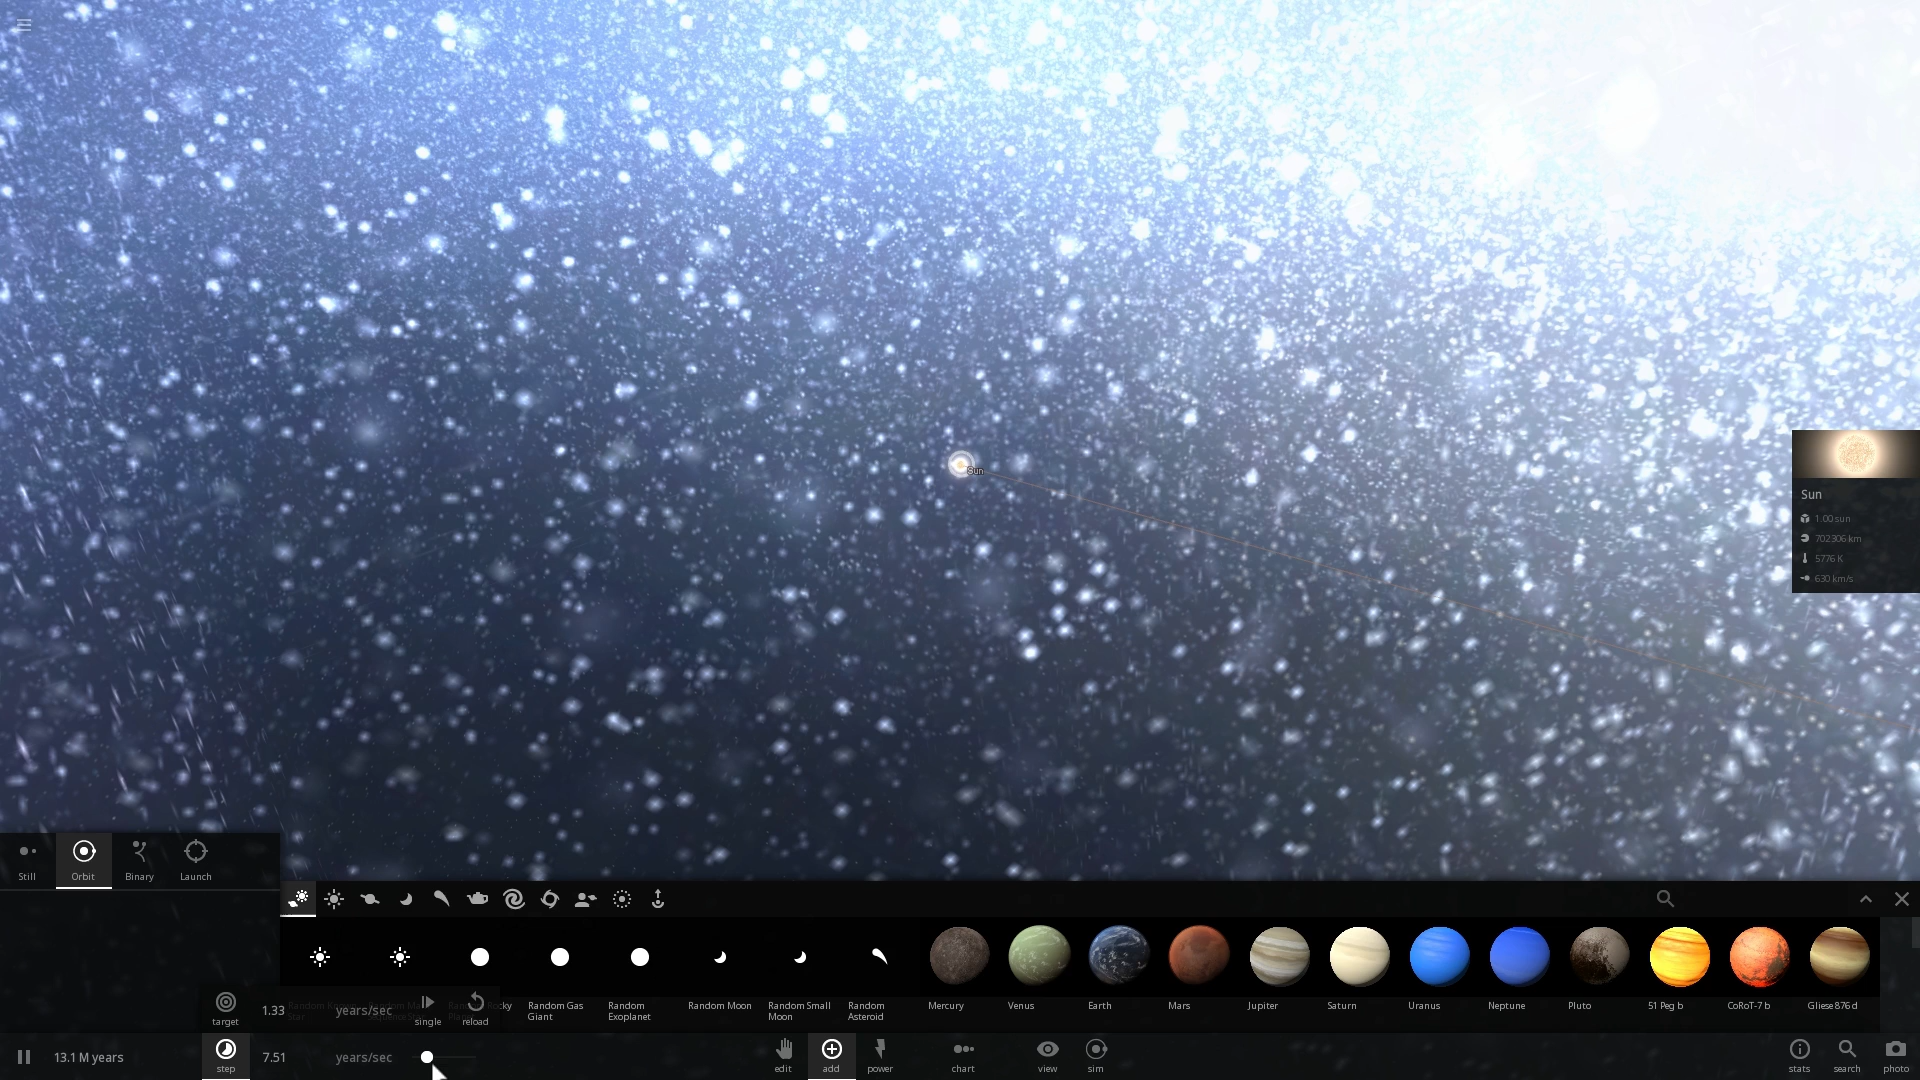 Sun
Sun
1.00 sun
702306 km
5776 K
630 km/s
Still
Orbit
Binary
Launch
Random Gas
Giant
Random
Exoplanet
Random Moon
Random Small
Moon
Random
Asteroid
Mercury
Venus
Earth
Mars
Jupiter
Saturn
Uranus
Neptune
Pluto
51 Peg b
CoRoT-7 b
Gliese 876 d
target
1.33
years/sec
single
reload
13.1 M years
step
7.51
years/sec
edit
add
power
chart
view
sim
stats
search
photo